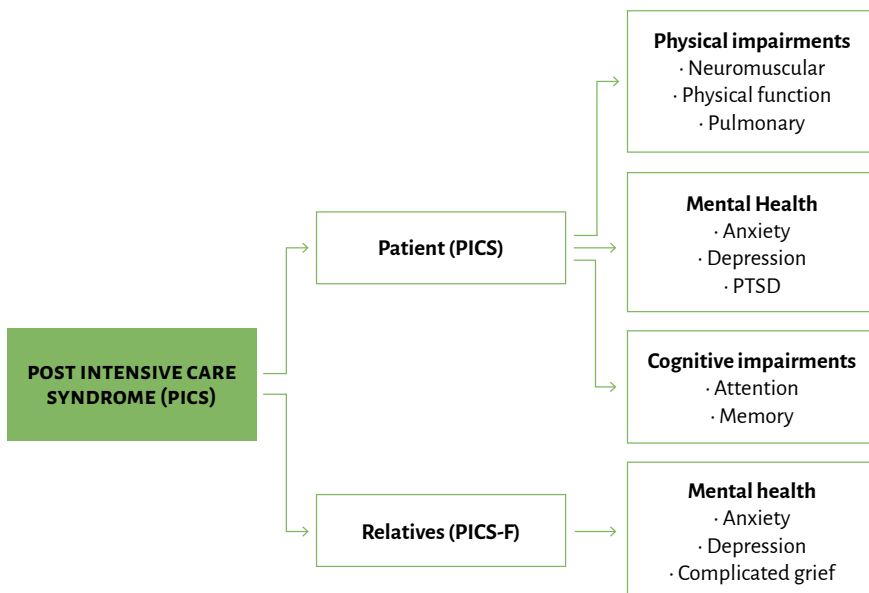 Physical impairments
· Neuromuscular
· Physical function
· Pulmonary
Mental Health
· Anxiety
· Depression
· PTSD
Patient (PICS)
POST INTENSIVE CARE
SYNDROME (PICS)
Cognitive impairments
· Attention
· Memory
Relatives (PICS-F)
Mental health
· Anxiety
· Depression
· Complicated grief